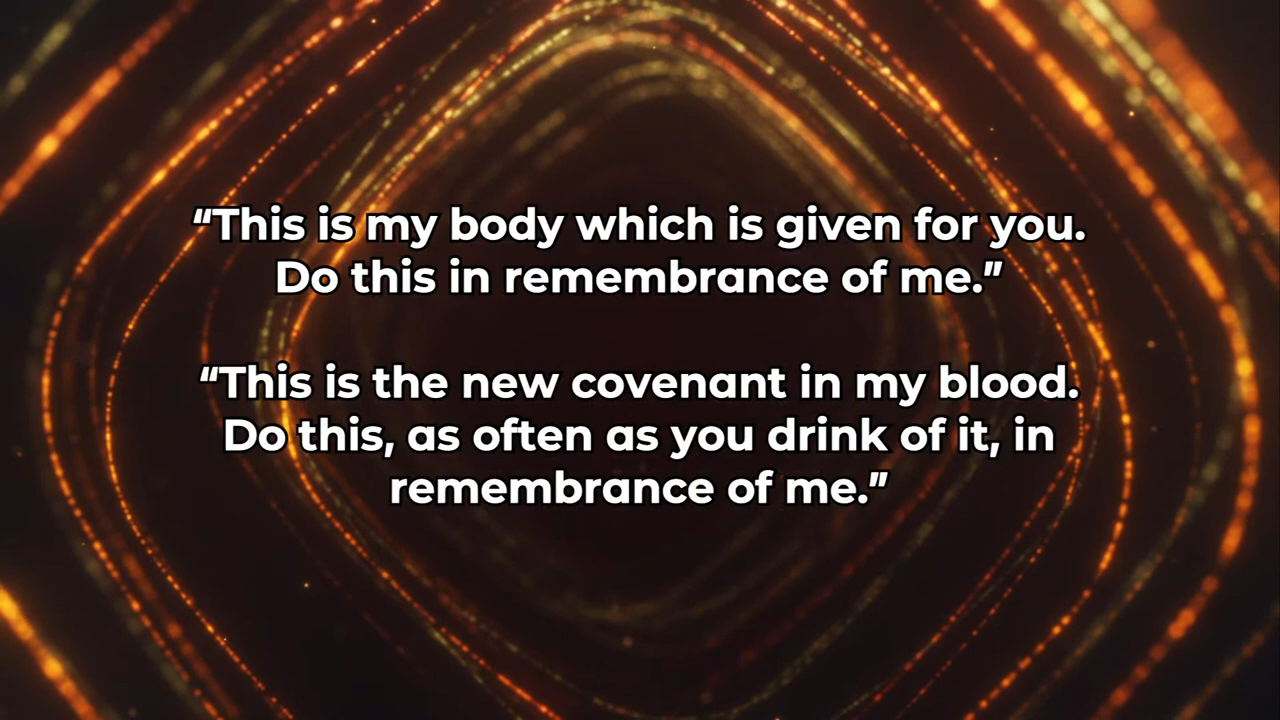 “This is my body which is given for you.
Do this in remembrance of me.”
“This is the new covenant in my blood.
Do this, as often as you drink of it, in
remembrance of me.”